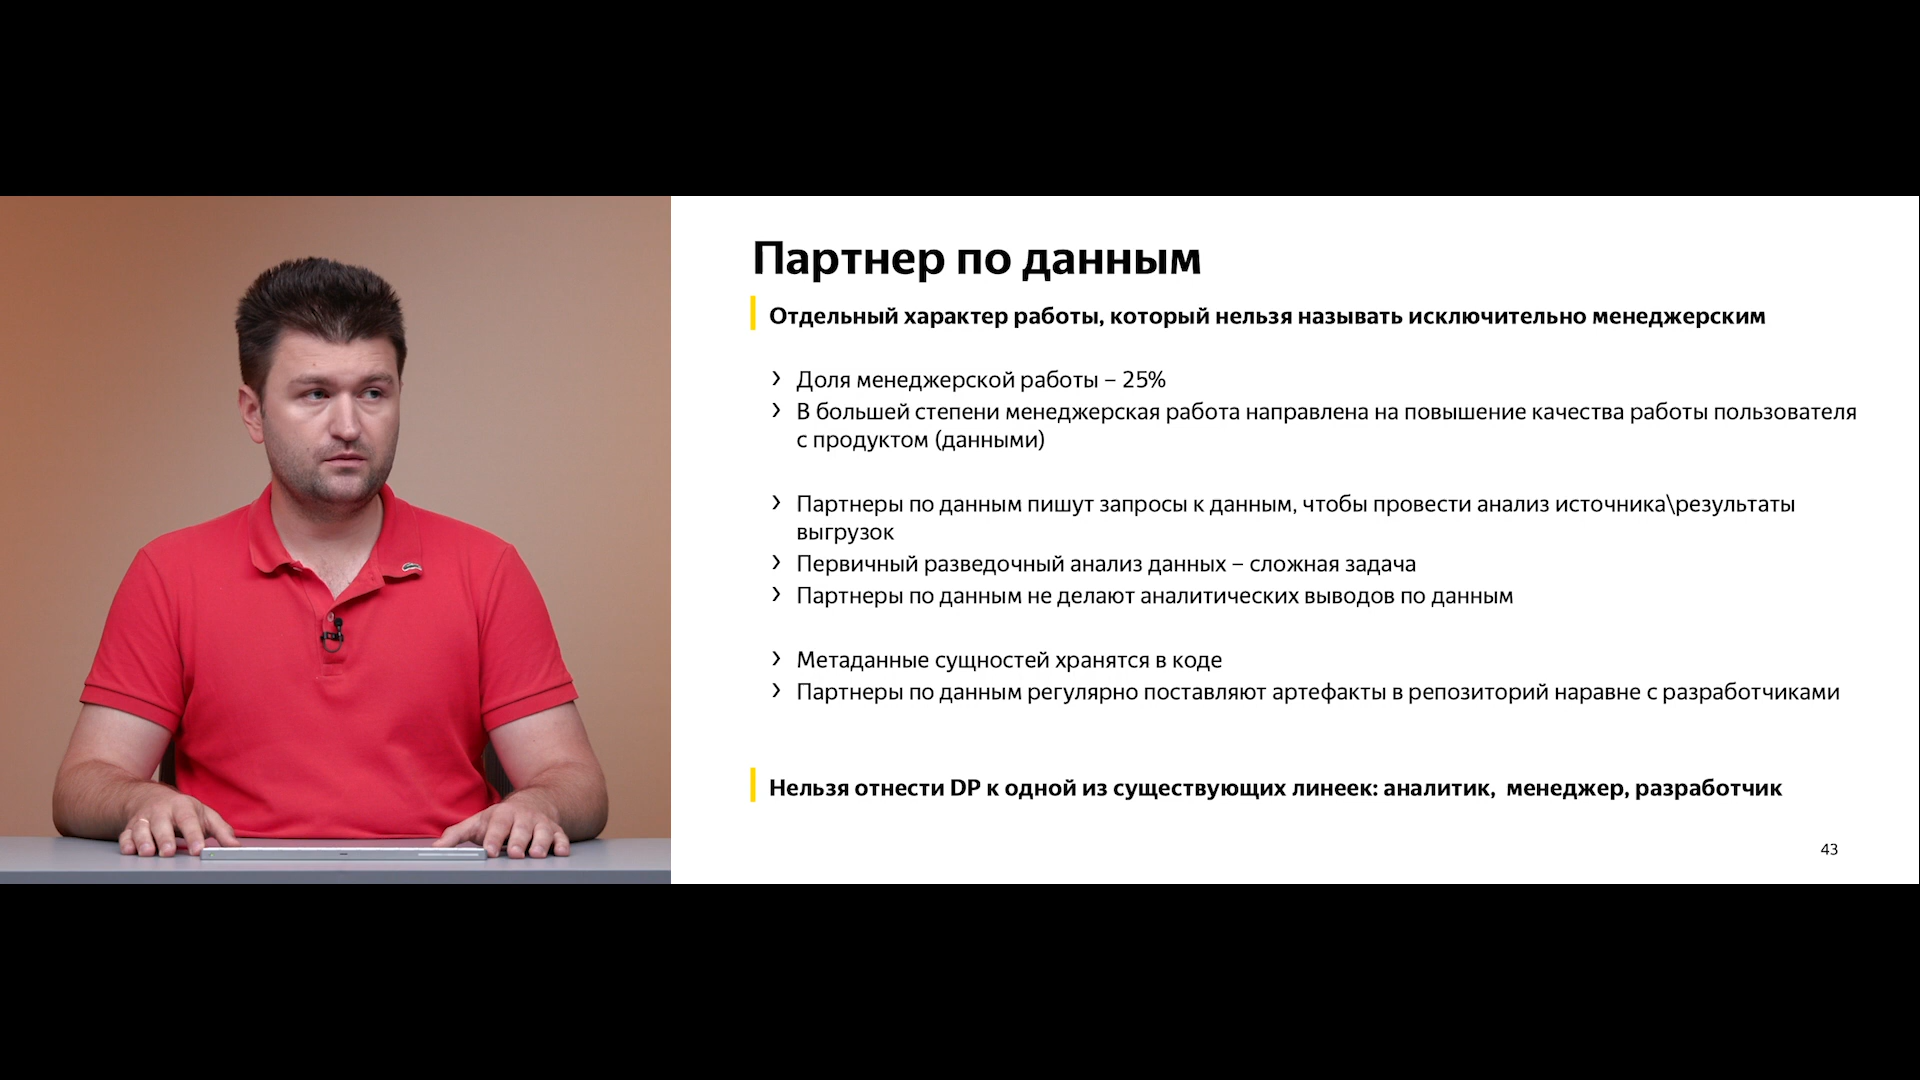 Партнер по данным
Отдельный характер работы, который нельзя называть исключительно менеджерским
› Доля менеджерской работы – 25%
› В большей степени менеджерская работа направлена на повышение качества работы пользователя
с продуктом (данными)
› Партнеры по данным пишут запросы к данным, чтобы провести анализ источника\результаты
выгрузок
› Первичный разведочный анализ данных – сложная задача
› Партнеры по данным не делают аналитических выводов по данным
› Метаданные сущностей хранятся в коде
› Партнеры по данным регулярно поставляют артефакты в репозиторий наравне с разработчиками
Нельзя отнести DP к одной из существующих линеек: аналитик,  менеджер, разработчик
43